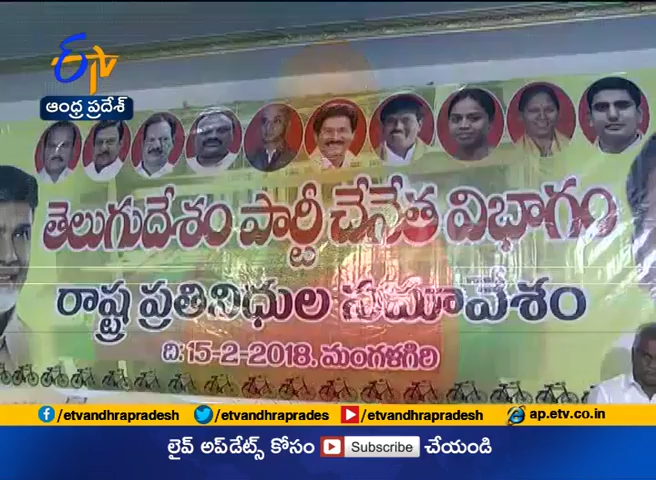 etv
ఆంధ్ర ప్రదేశ్
తెలుగుదేశం పార్టీ చేనేత విభాగం
రాష్ట్ర ప్రతినిధుల సమావేశం
ది: 15-2-2018. మంగళగిరి
/etvandhrapradesh /etvandhraprades /etvandhrapradesh ap.etv.co.in
లైవ్ అప్‌డేట్స్ కోసం Subscribe చేయండి